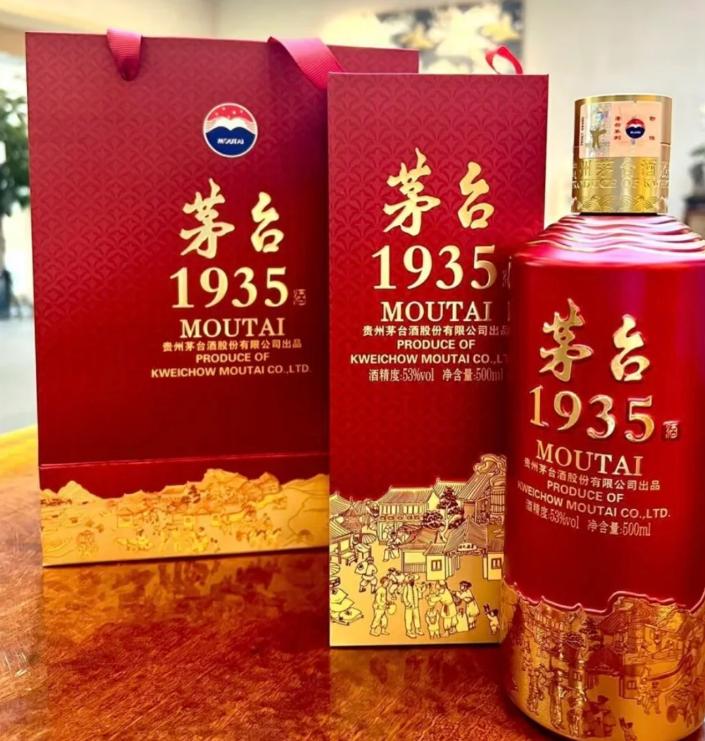 MOUTAI
茅台
1935
酒
MOUTAI
贵州茅台酒股份有限公司出品
PRODUCE OF
KWEICHOW MOUTAI CO.,LTD.
茅台
1935
MOUTAI
贵州茅台酒股份有限公司出
PRODUCE OF
KWEICHOW MOUTAI CO.,LT
酒精度:53%vol 净含量:500ml
茅台
1935
酒
MOUTAI
贵州茅台酒股份有限公司出品
PRODUCE OF
KWEICHOW MOUTAI CO.,LTD.
酒精度:53%vol 净含量:500ml